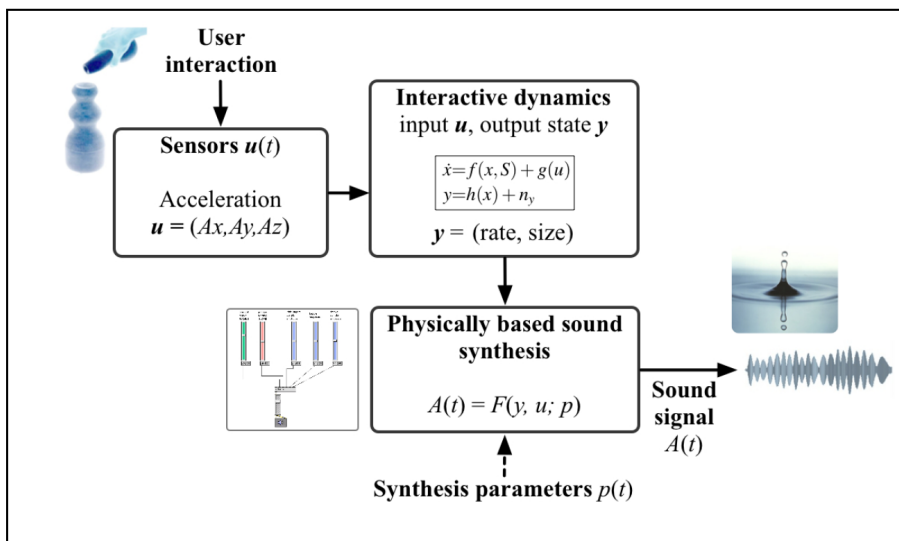 User
interaction
Sensors u(t)
Acceleration
u = (Ax,Ay,Az)
Interactive dynamics
input u, output state y
ẋ=f(x,S)+g(u)
y=h(x)+n_y
y = (rate, size)
Physically based sound
synthesis
A(t) = F(y, u; p)
Sound
signal
A(t)
Synthesis parameters p(t)